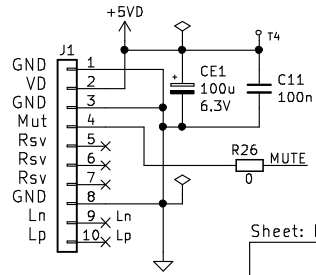 +5VD
T4
J1
GND 1
VD 2
GND 3
Mut 4
Rsv 5
Rsv 6
Rsv 7
GND 8
Ln 9 Ln
Lp 10 Lp
+
CE1
100u
6.3V
C11
100n
R26
0
MUTE
Sheet: